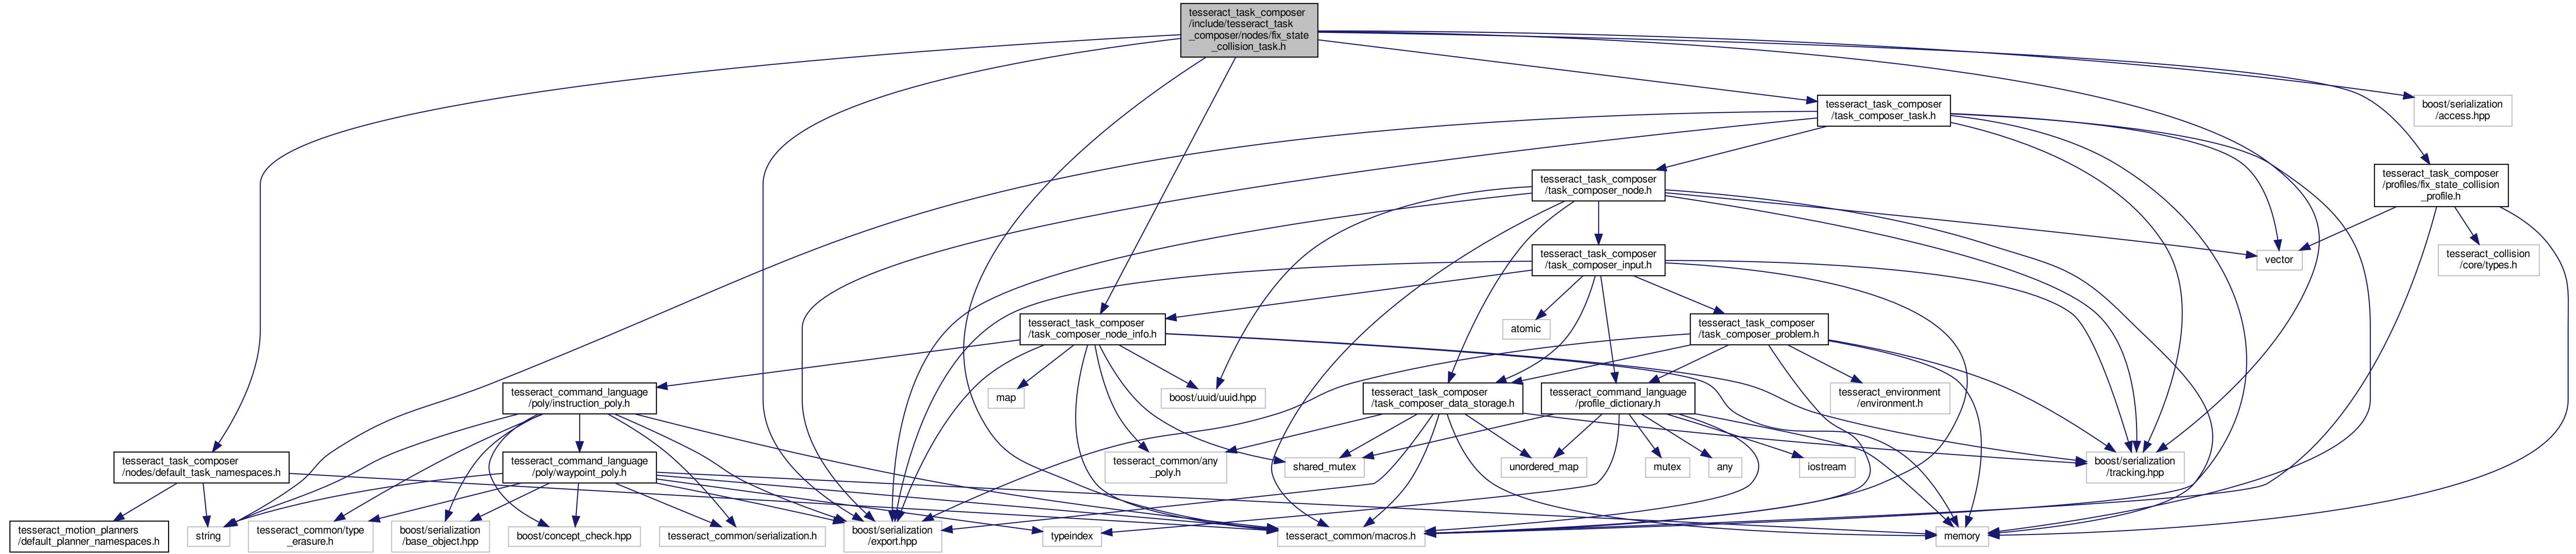 tesseract_task_composer
/include/tesseract_task
_composer/nodes/fix_state
_collision_task.h
tesseract_task_composer
/task_composer_task.h
boost/serialization
/access.hpp
tesseract_task_composer
/task_composer_node.h
tesseract_task_composer
/profiles/fix_state_collision
_profile.h
tesseract_task_composer
/task_composer_input.h
vector
tesseract_collision
/core/types.h
tesseract_task_composer
/task_composer_node_info.h
atomic
tesseract_task_composer
/task_composer_problem.h
tesseract_command_language
/poly/instruction_poly.h
map
boost/uuid/uuid.hpp
tesseract_task_composer
/task_composer_data_storage.h
tesseract_command_language
/profile_dictionary.h
tesseract_environment
/environment.h
tesseract_task_composer
/nodes/default_task_namespaces.h
tesseract_command_language
/poly/waypoint_poly.h
tesseract_common/any
_poly.h
shared_mutex
unordered_map
mutex
any
iostream
boost/serialization
/tracking.hpp
tesseract_motion_planners
/default_planner_namespaces.h
string
tesseract_common/type
_erasure.h
boost/serialization
/base_object.hpp
boost/concept_check.hpp
tesseract_common/serialization.h
boost/serialization
/export.hpp
typeindex
tesseract_common/macros.h
memory